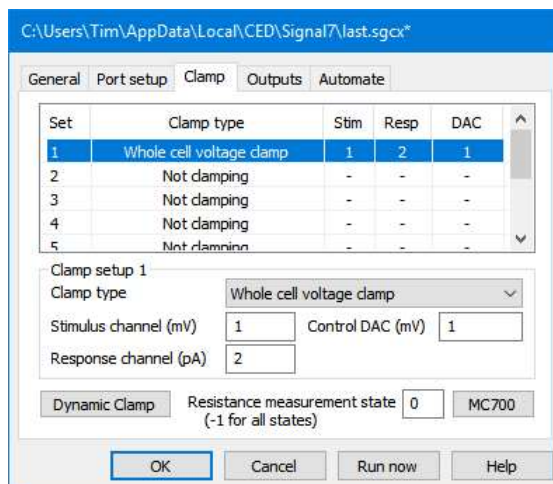 C:\Users\Tim\AppData\Local\CED\Signal7\last.sgcx*
General Port setup Clamp Outputs Automate
Set Clamp type Stim Resp DAC
1 Whole cell voltage clamp 1 2 1
2 Not clamping - - -
3 Not clamping - - -
4 Not clamping - - -
5 Not clamping - - -
Clamp setup 1
Clamp type Whole cell voltage clamp
Stimulus channel (mV) 1 Control DAC (mV) 1
Response channel (pA) 2
Dynamic Clamp Resistance measurement state 0 MC700
(-1 for all states)
OK Cancel Run now Help